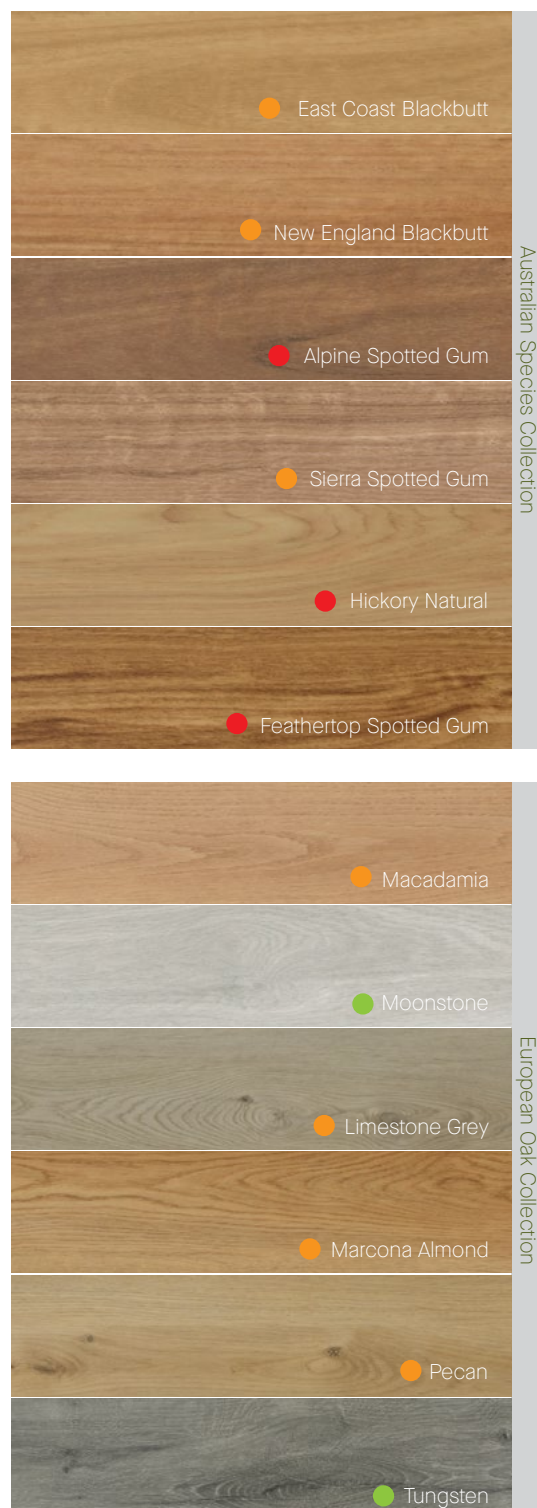 East Coast Blackbutt
New England Blackbutt
Alpine Spotted Gum
Sierra Spotted Gum
Hickory Natural
Feathertop Spotted Gum
Australian Species Collection
Macadamia
Moonstone
Limestone Grey
Marcona Almond
Pecan
Tungsten
European Oak Collection